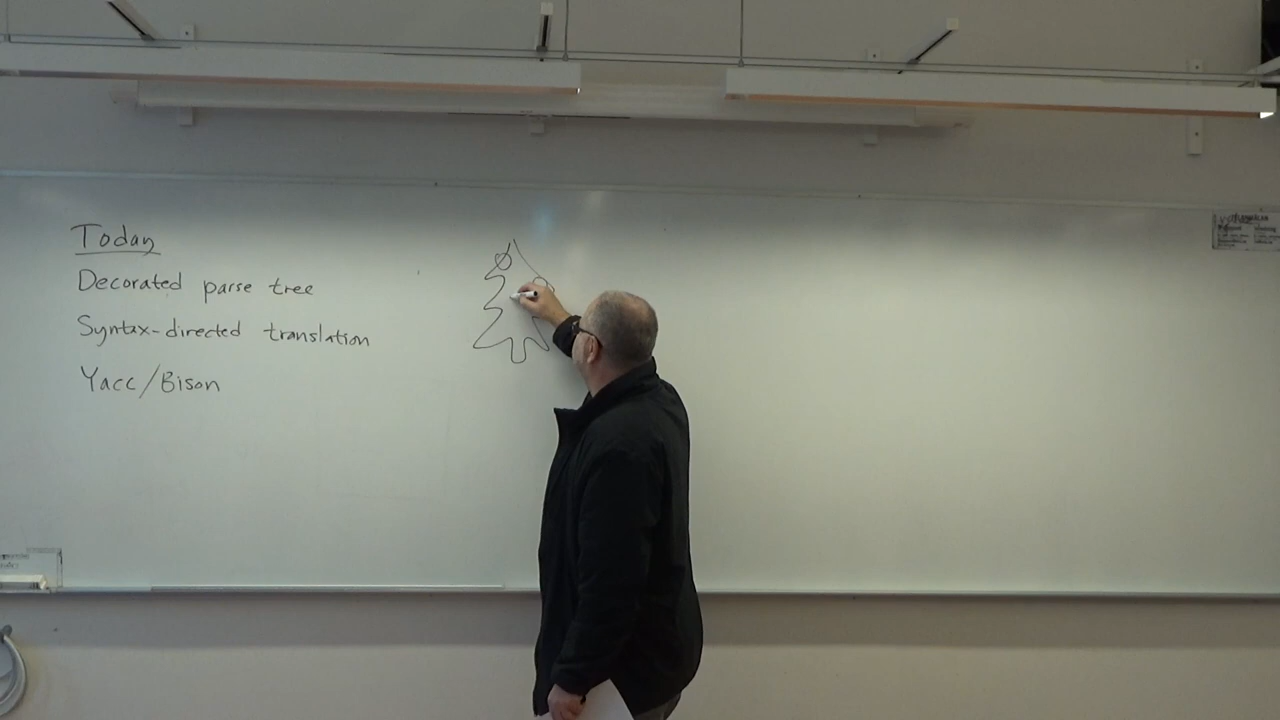 Today
Decorated parse tree
Syntax-directed translation
Yacc/Bison